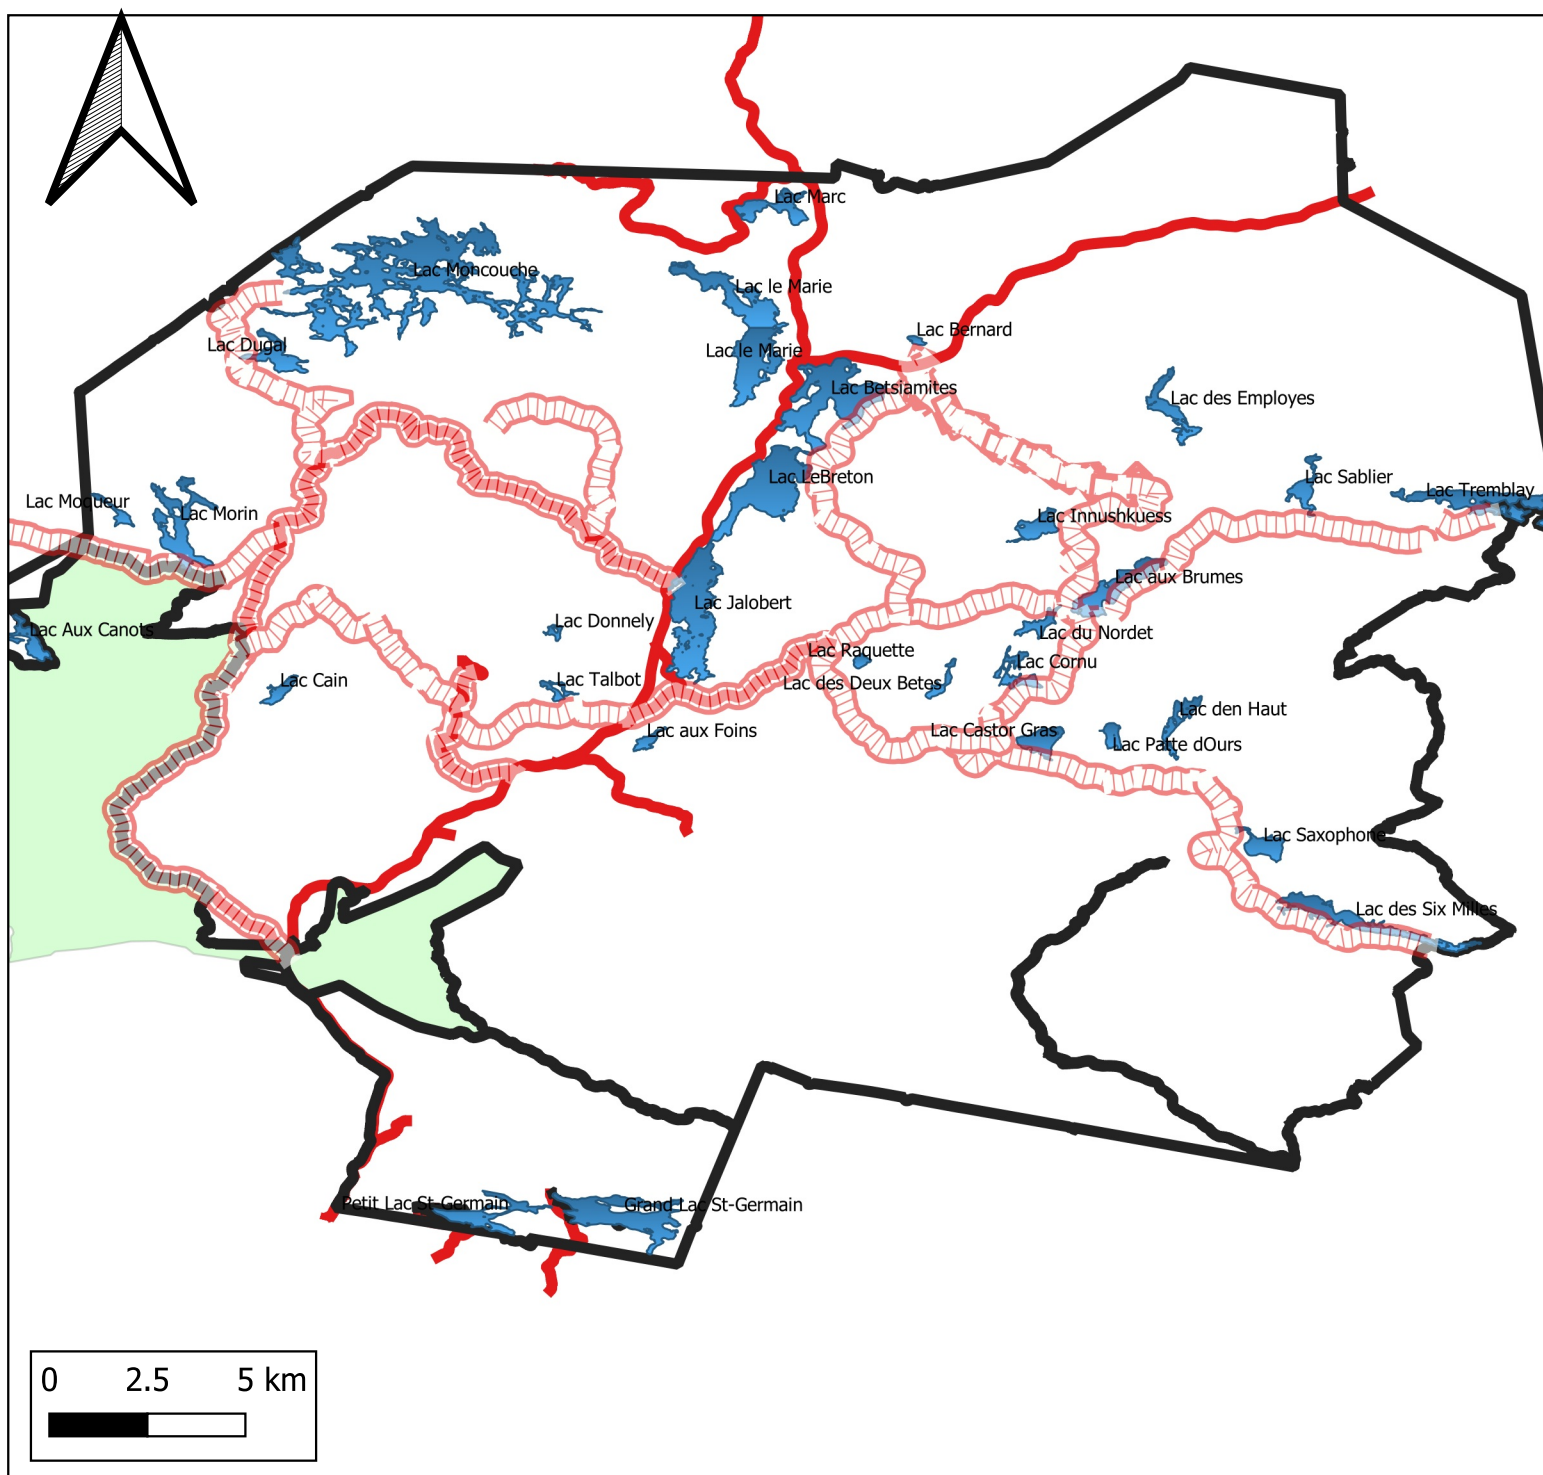 Lac Marc
Lac Moncouche
Lac le Marie
Lac Bernard
Lac Dugal
Lac le Marie
Lac Betsiamites
Lac des Employes
Lac LeBreton
Lac Sablier
Lac Tremblay
Lac Moqueur
Lac Morin
Lac Innushkuess
Lac aux Brumes
Lac Jalobert
Lac Donnely
Lac Aux Canots
Lac du Nordet
Lac Raquette
Lac Cornu
Lac Cain
Lac Talbot
Lac des Deux Betes
Lac den Haut
Lac aux Foins
Lac Castor Gras
Lac Patte dOurs
Lac Saxophone
Lac des Six Milles
Petit Lac St-Germain
Grand Lac St-Germain
0 2.5 5 km